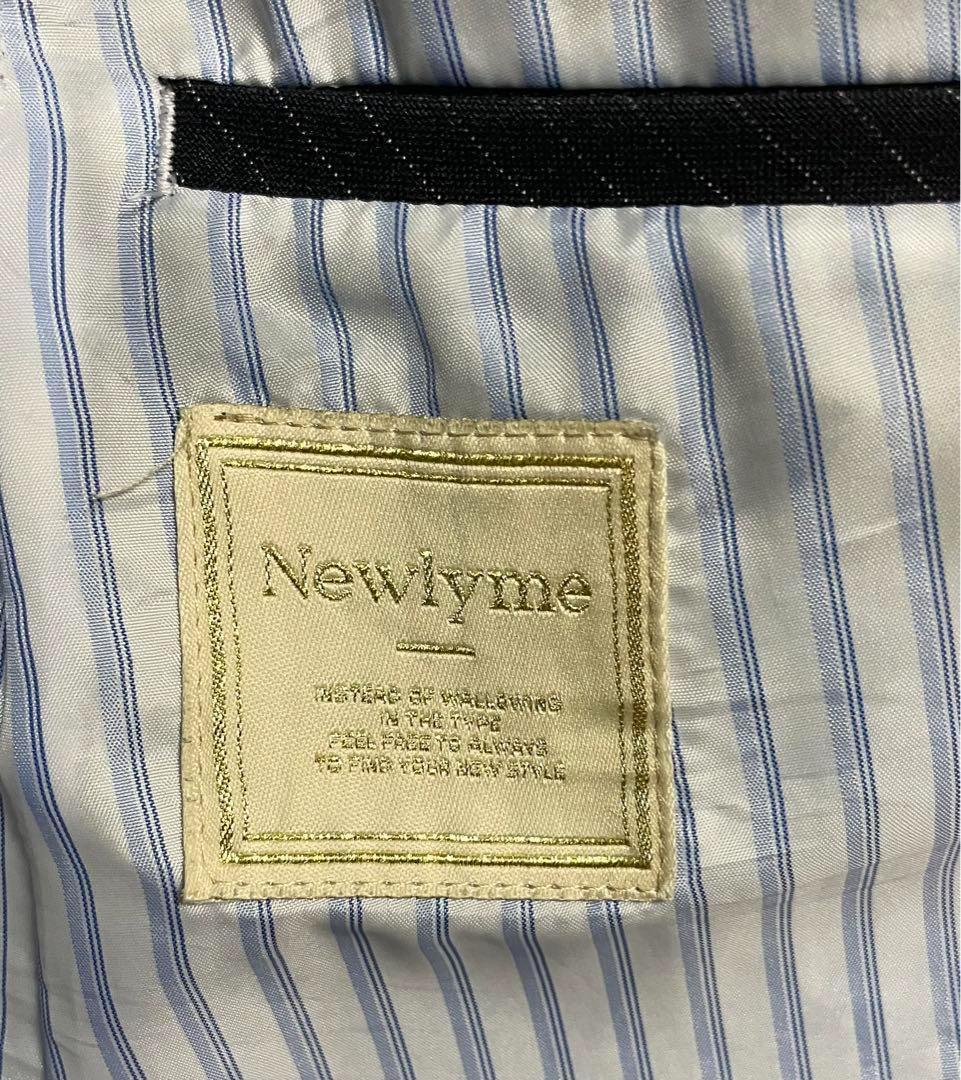 Newlyme
INSTEAD OF WALLOWING
IN THE TYPE
FEEL FREE TO ALWAYS
TO FIND YOUR NEW STYLE